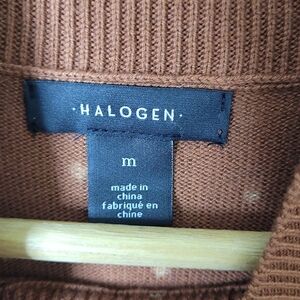 ·HALOGEN·
m
made in
china
fabriqué en
chine